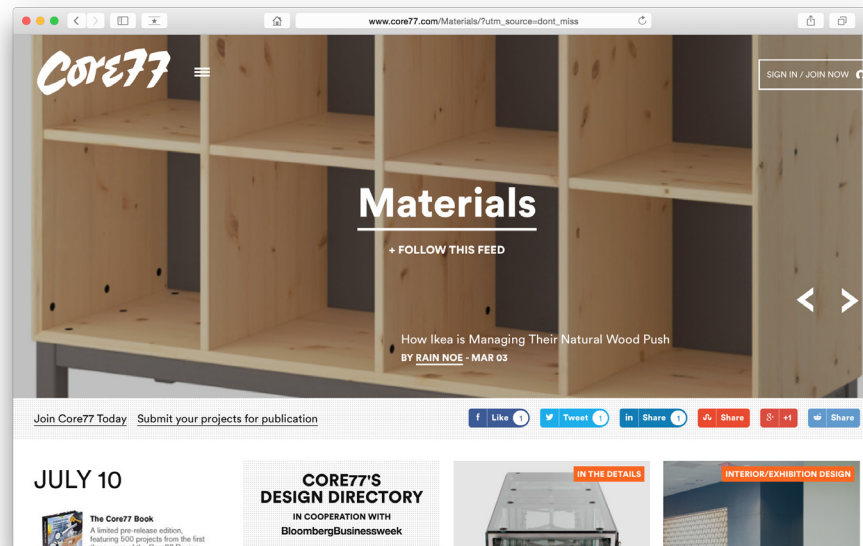 www.core77.com/Materials/?utm_source=dont_miss
CORE77
SIGN IN / JOIN NOW
Materials
+ FOLLOW THIS FEED
How Ikea is Managing Their Natural Wood Push
BY RAIN NOE - MAR 03
Join Core77 Today Submit your projects for publication
Like 1
Tweet 1
Share 1
Share
+1
Share
JULY 10
The Core77 Book
A limited pre-release edition,
featuring 500 projects from the first
CORE77'S
DESIGN DIRECTORY
IN COOPERATION WITH
BloombergBusinessweek
IN THE DETAILS
INTERIOR/EXHIBITION DESIGN